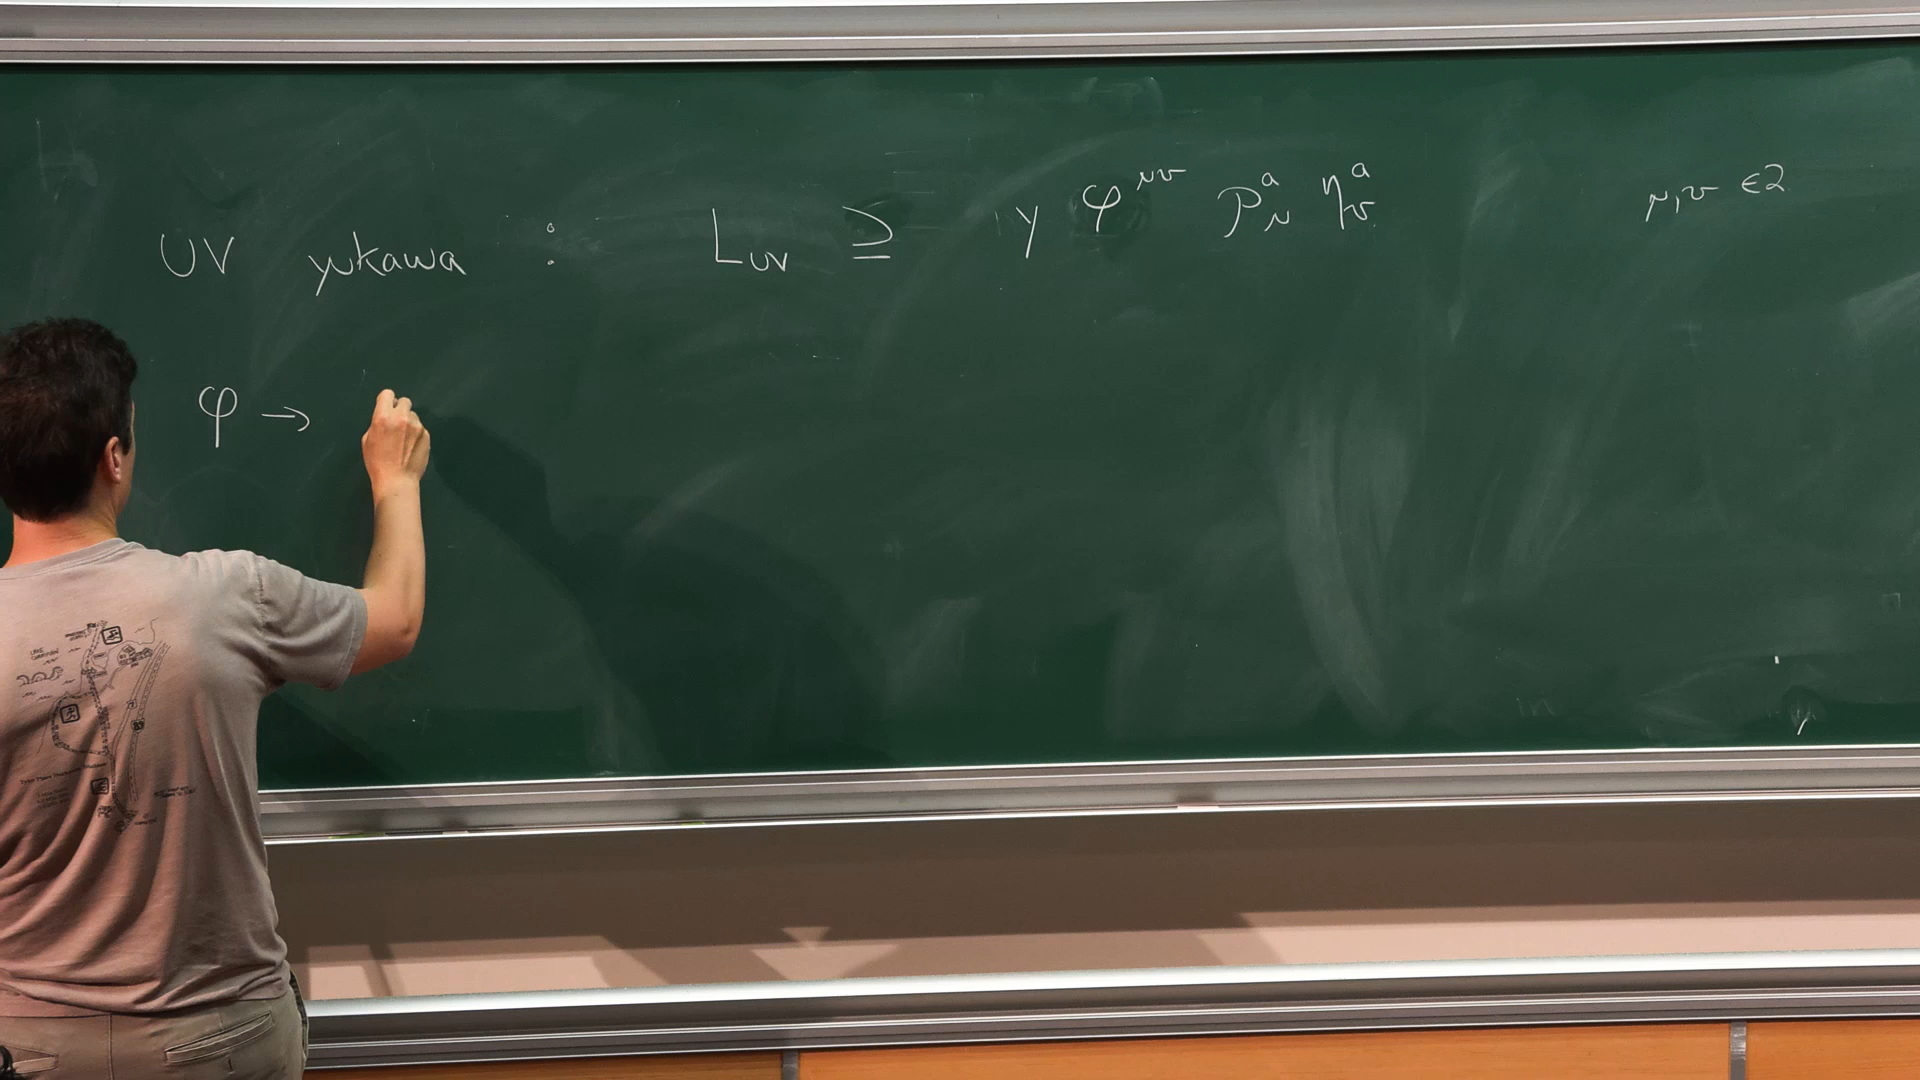 UV yukawa : L_UV ⊇ y φ^{μν} P^a_μ η^a_ν μ,ν ∈ 2
φ →